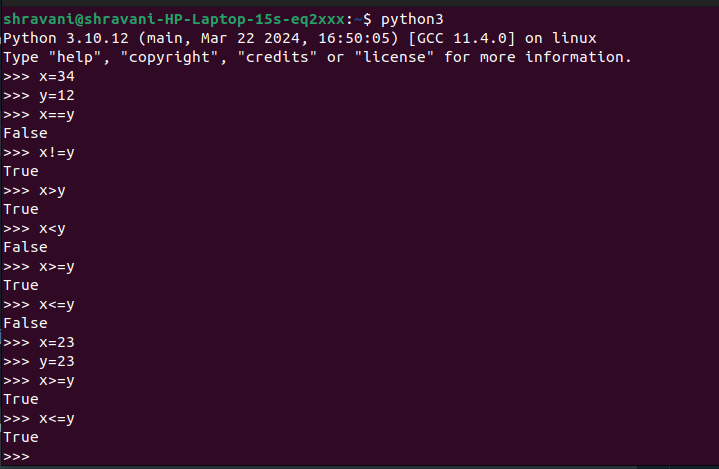 shravani@shravani-HP-Laptop-15s-eq2xxx:~$ python3
Python 3.10.12 (main, Mar 22 2024, 16:50:05) [GCC 11.4.0] on linux
Type "help", "copyright", "credits" or "license" for more information.
>>> x=34
>>> y=12
>>> x==y
False
>>> x!=y
True
>>> x>y
True
>>> x<y
False
>>> x>=y
True
>>> x<=y
False
>>> x=23
>>> y=23
>>> x>=y
True
>>> x<=y
True
>>>